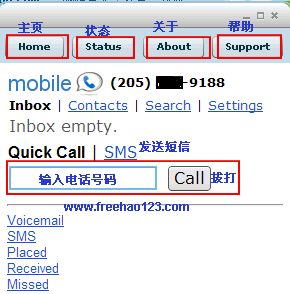 主页 状态 关于 帮助
Home Status About Support
mobile (205) -9188
Inbox | Contacts | Search | Settings
Inbox empty.
Quick Call | SMS 发送短信
输入电话号码 Call 拨打
www.freehao123.com
Voicemail
SMS
Placed
Received
Missed